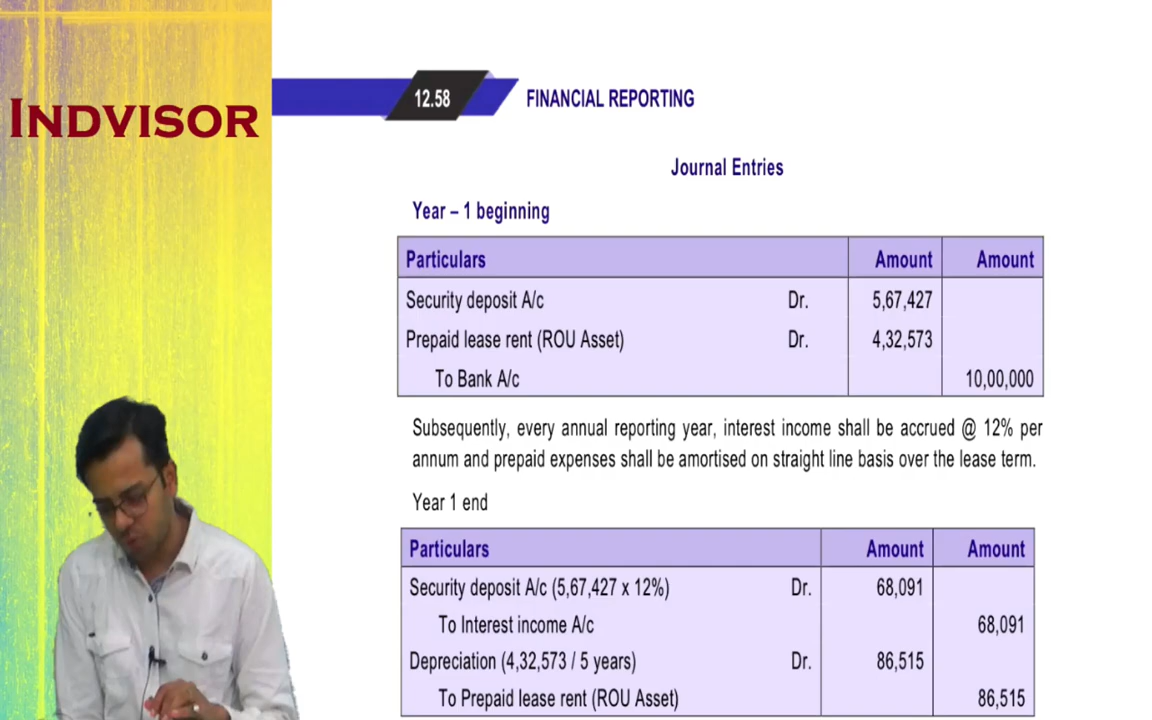 INDVISOR
12.58 FINANCIAL REPORTING
Journal Entries
Year – 1 beginning
Particulars Amount Amount
Security deposit A/c Dr. 5,67,427
Prepaid lease rent (ROU Asset) Dr. 4,32,573
To Bank A/c 10,00,000
Subsequently, every annual reporting year, interest income shall be accrued @ 12% per
annum and prepaid expenses shall be amortised on straight line basis over the lease term.
Year 1 end
Particulars Amount Amount
Security deposit A/c (5,67,427 x 12%) Dr. 68,091
To Interest income A/c 68,091
Depreciation (4,32,573 / 5 years) Dr. 86,515
To Prepaid lease rent (ROU Asset) 86,515